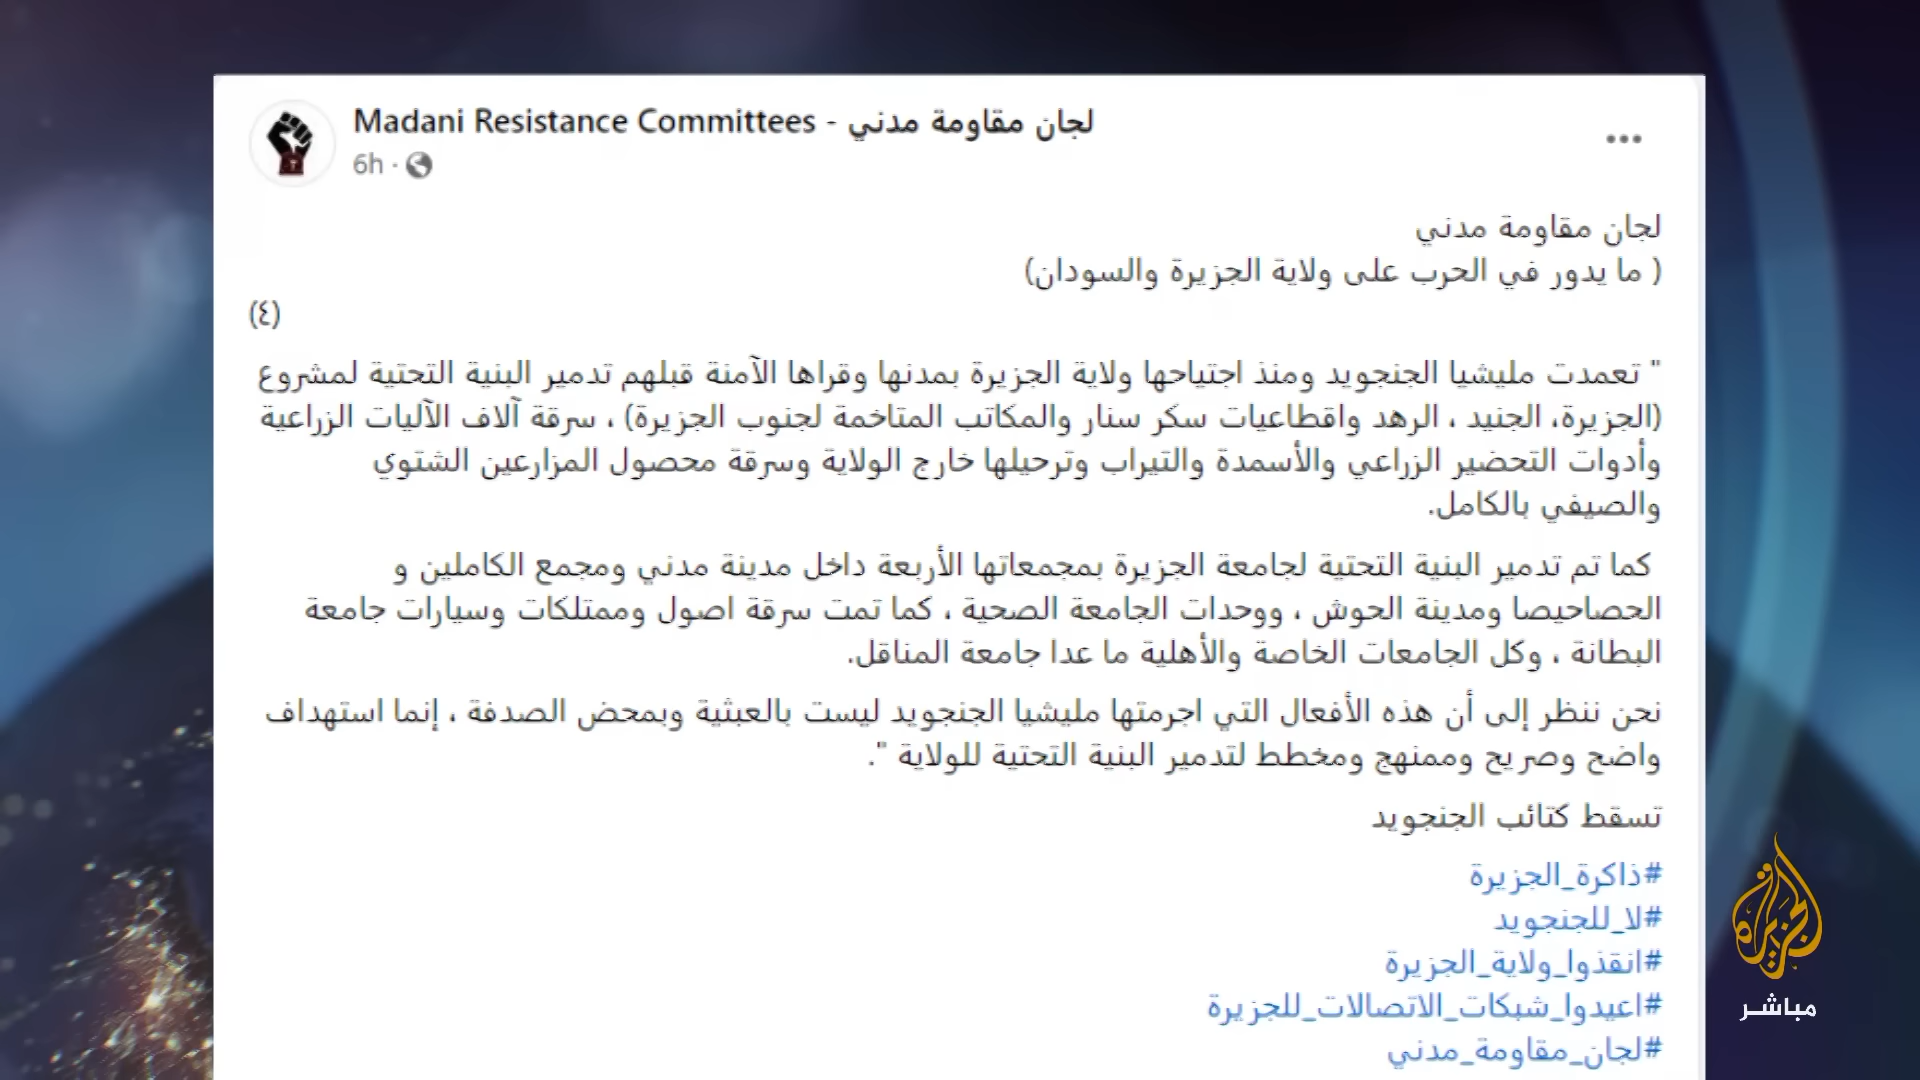 Madani Resistance Committees - لجان مقاومة مدني
6h ·
لجان مقاومة مدني
( ما يدور في الحرب على ولاية الجزيرة والسودان)
(٤)
" تعمدت مليشيا الجنجويد ومنذ اجتياحها ولاية الجزيرة بمدنها وقراها الآمنة قبلهم تدمير البنية التحتية لمشروع
(الجزيرة، الجنيد ، الرهد واقطاعيات سكر سنار والمكاتب المتاخمة لجنوب الجزيرة) ، سرقة آلاف الآليات الزراعية
وأدوات التحضير الزراعي والأسمدة والتيراب وترحيلها خارج الولاية وسرقة محصول المزارعين الشتوي
والصيفي بالكامل.
كما تم تدمير البنية التحتية لجامعة الجزيرة بمجمعاتها الأربعة داخل مدينة مدني ومجمع الكاملين و
الحصاحيصا ومدينة الحوش ، ووحدات الجامعة الصحية ، كما تمت سرقة اصول وممتلكات وسيارات جامعة
البطانة ، وكل الجامعات الخاصة والأهلية ما عدا جامعة المناقل.
نحن ننظر إلى أن هذه الأفعال التي اجرمتها مليشيا الجنجويد ليست بالعبثية وبمحض الصدفة ، إنما استهداف
واضح وصريح وممنهج ومخطط لتدمير البنية التحتية للولاية ".
تسقط كتائب الجنجويد
#ذاكرة_الجزيرة
#لا_للجنجويد
#انقذوا_ولاية_الجزيرة
#اعيدوا_شبكات_الاتصالات_للجزيرة
#لجان_مقاومة_مدني
الجزيرة
مباشر